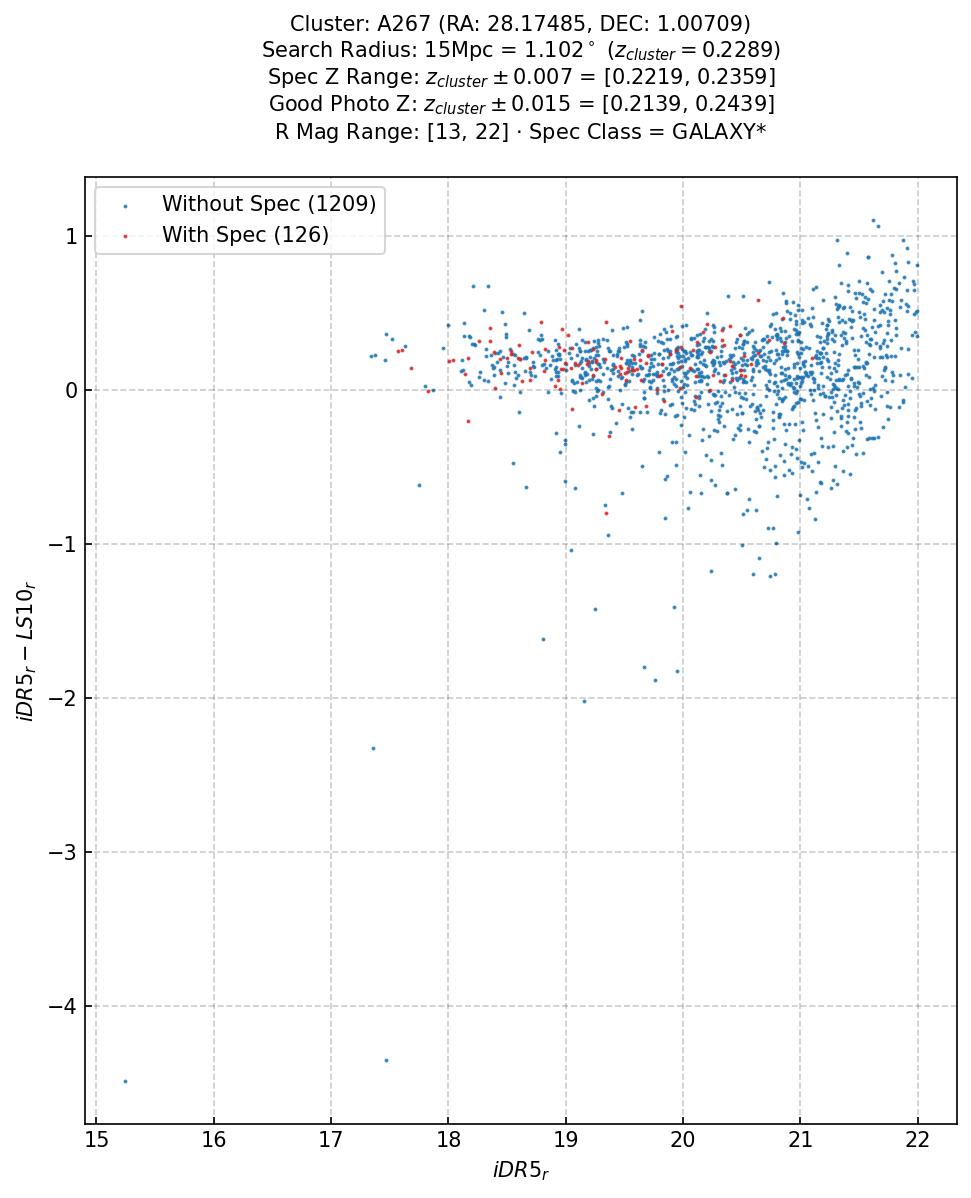 Cluster: A267 (RA: 28.17485, DEC: 1.00709)
Search Radius: 15Mpc = 1.102° (z_cluster = 0.2289)
Spec Z Range: z_cluster ± 0.007 = [0.2219, 0.2359]
Good Photo Z: z_cluster ± 0.015 = [0.2139, 0.2439]
R Mag Range: [13, 22] · Spec Class = GALAXY*
Without Spec (1209)
With Spec (126)
1
0
−1
−2
−3
−4
iDR5_r − LS10_r
15 16 17 18 19 20 21 22
iDR5_r